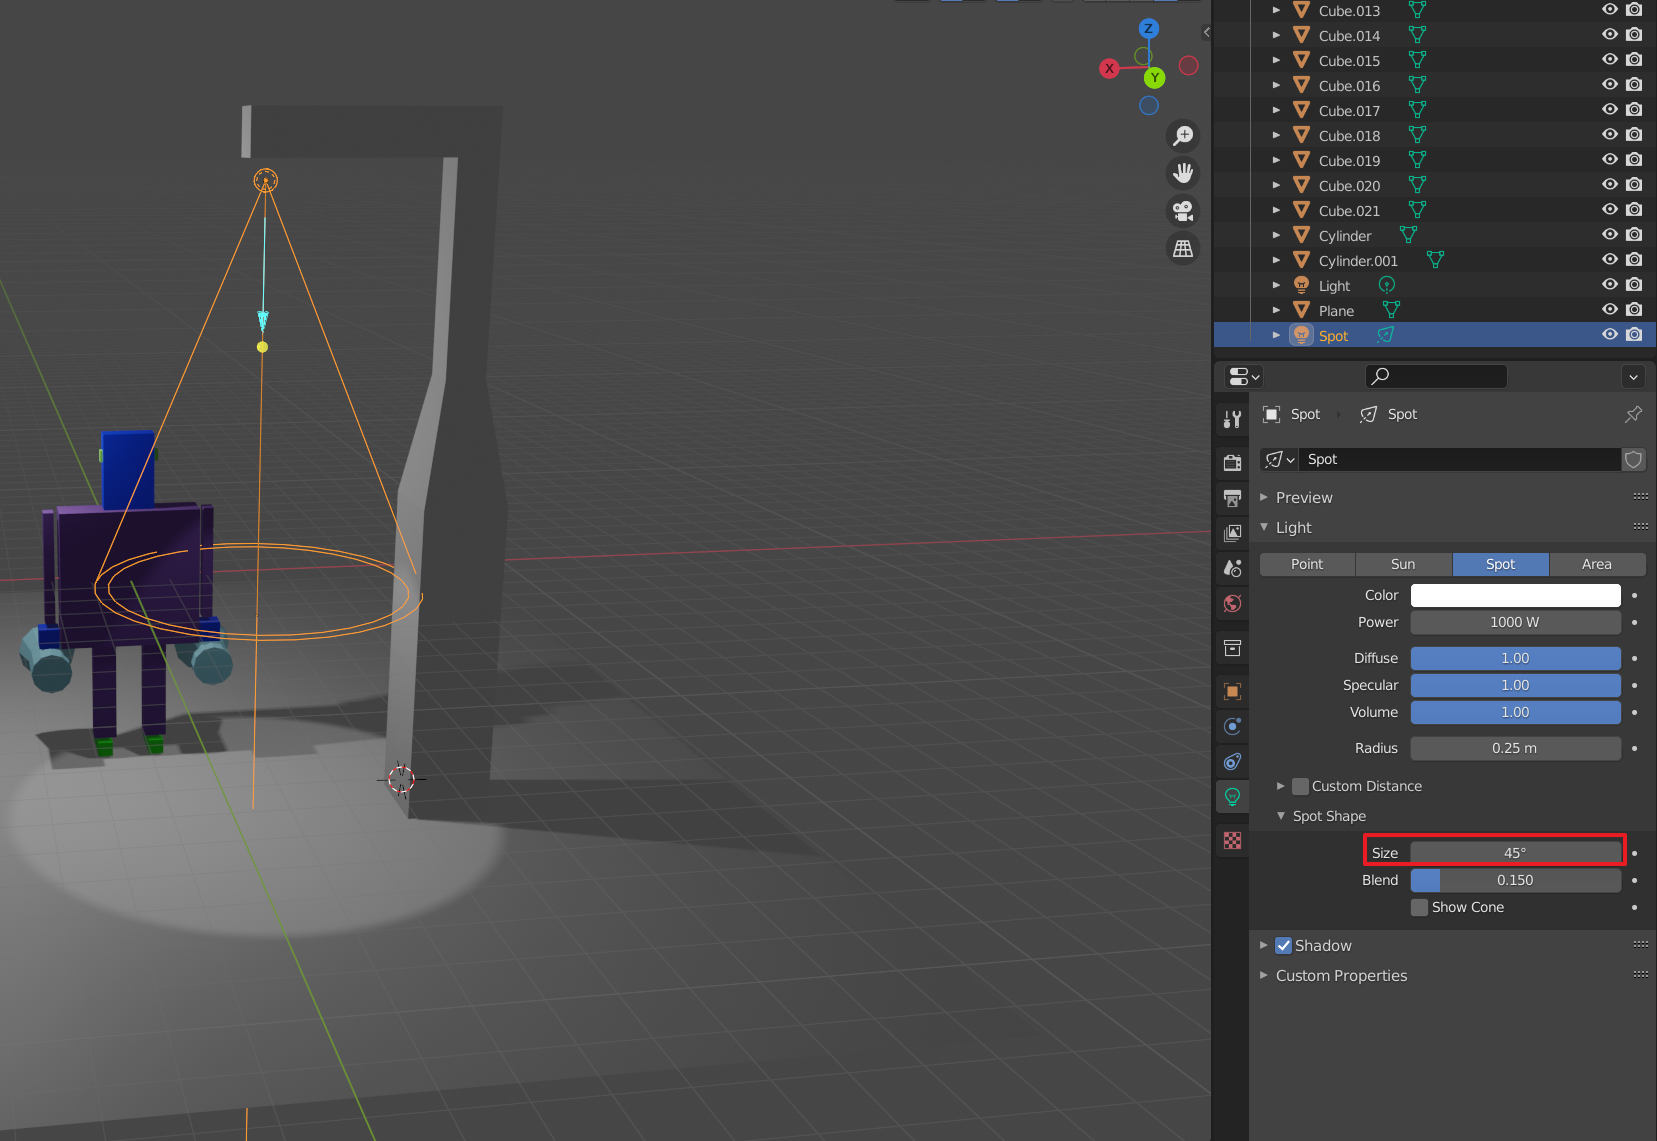 Z
X
Y
Cube.013
Cube.014
Cube.015
Cube.016
Cube.017
Cube.018
Cube.019
Cube.020
Cube.021
Cylinder
Cylinder.001
Light
Plane
Spot
Spot Spot
Spot
Preview
Light
Point Sun Spot Area
Color
Power 1000 W
Diffuse 1.00
Specular 1.00
Volume 1.00
Radius 0.25 m
Custom Distance
Spot Shape
Size 45°
Blend 0.150
Show Cone
Shadow
Custom Properties